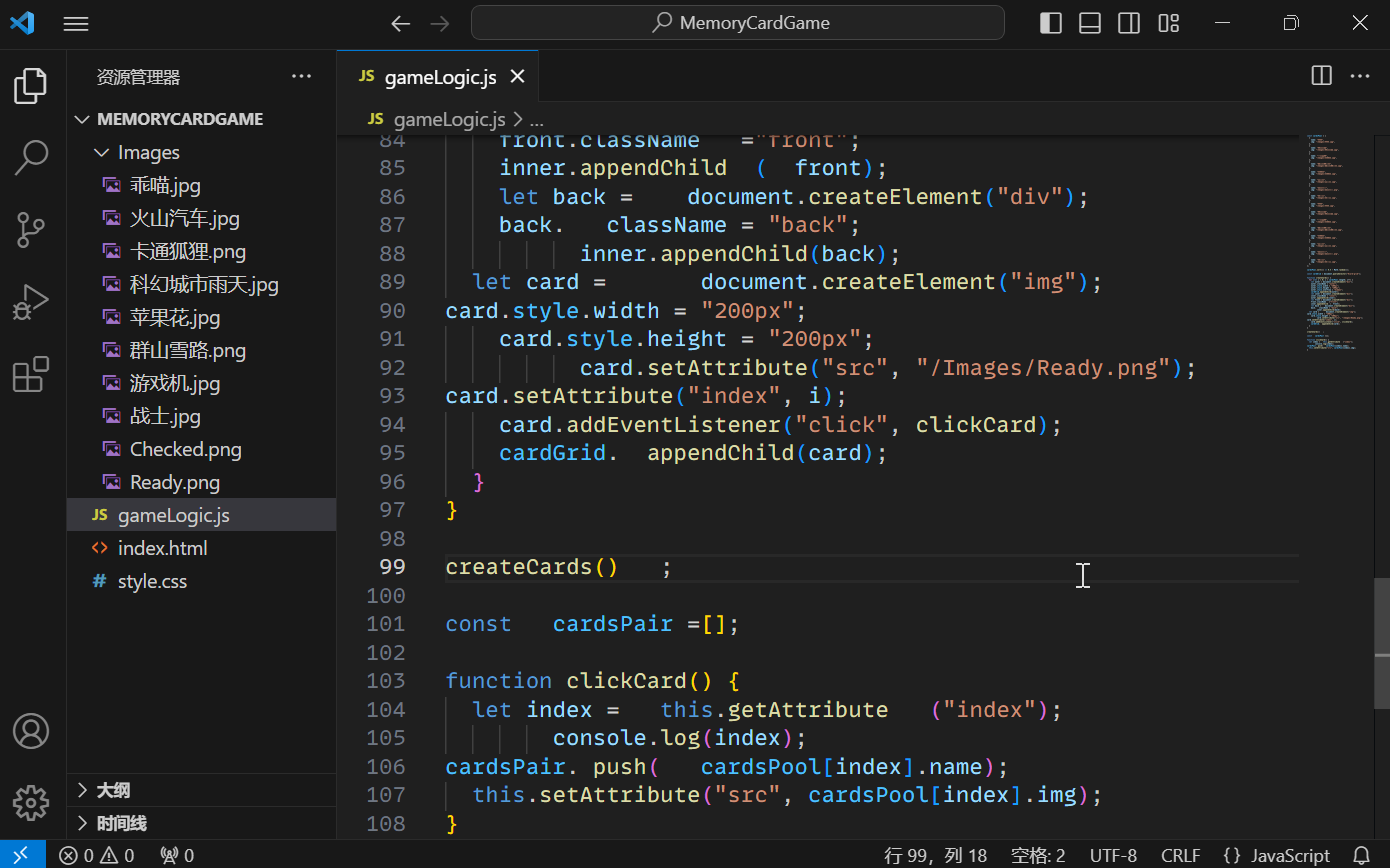 MemoryCardGame
资源管理器
MEMORYCARDGAME
Images
乖喵.jpg
火山汽车.jpg
卡通狐狸.png
科幻城市雨天.jpg
苹果花.jpg
群山雪路.png
游戏机.jpg
战士.jpg
Checked.png
Ready.png
JS gameLogic.js
<> index.html
# style.css
大纲
时间线
JS gameLogic.js
JS gameLogic.js > ...
84     front.className   ="front";
85     inner.appendChild  (  front);
86     let back =    document.createElement("div");
87     back.   className = "back";
88           inner.appendChild(back);
89   let card =       document.createElement("img");
90 card.style.width = "200px";
91     card.style.height = "200px";
92           card.setAttribute("src", "/Images/Ready.png");
93 card.setAttribute("index", i);
94     card.addEventListener("click", clickCard);
95     cardGrid.  appendChild(card);
96   }
97 }
98
99 createCards()   ;
100
101 const   cardsPair =[];
102
103 function clickCard() {
104   let index =   this.getAttribute   ("index");
105         console.log(index);
106 cardsPair. push(   cardsPool[index].name);
107   this.setAttribute("src", cardsPool[index].img);
108 }
0 0 0
行 99，列 18
空格: 2
UTF-8
CRLF
{} JavaScript